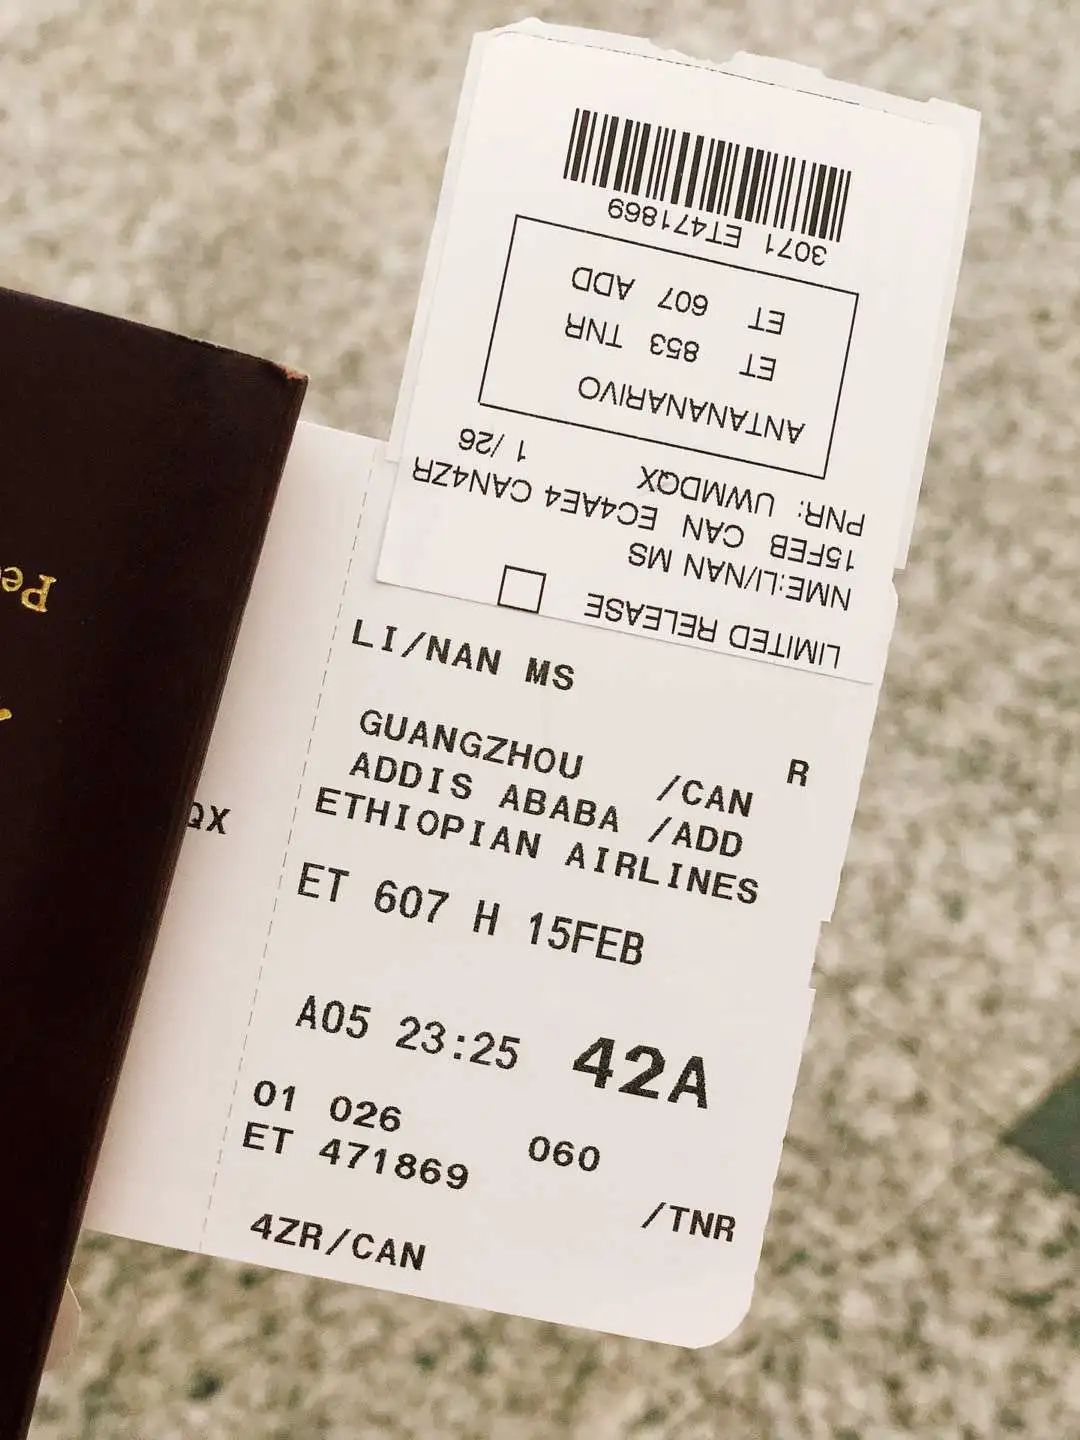 3071 ET471869
ET 607 ADD
ET 853 TNR
ANTANANARIVO
1/26
PNR: UWMDQX
15FEB CAN EC4AE4 CAN4ZR
NME:LI/NAN MS
LIMITED RELEASE
LI/NAN MS
R
GUANGZHOU /CAN
ADDIS ABABA /ADD
ETHIOPIAN AIRLINES
QX
ET 607 H 15FEB
A05 23:25 42A
01 026 060
ET 471869
/TNR
4ZR/CAN